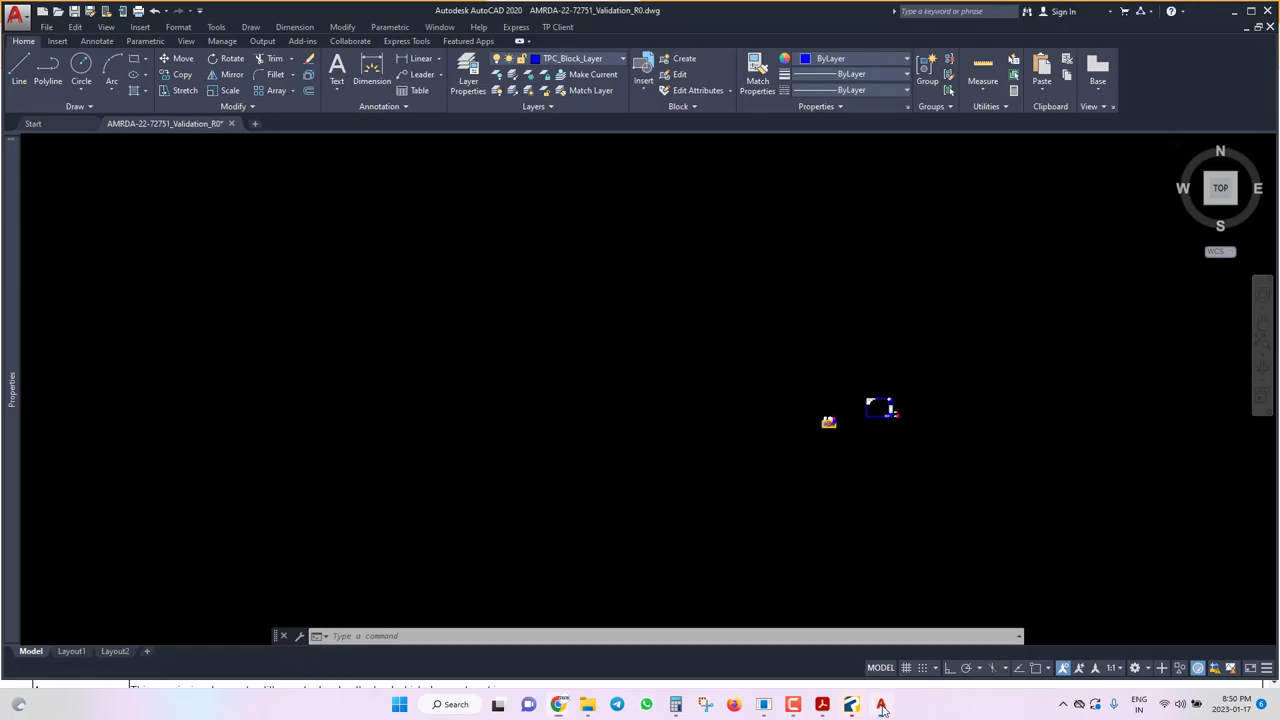 Autodesk AutoCAD 2020 AMRDA-22-72751_Validation_R0.dwg
Type a keyword or phrase
Sign In
File Edit View Insert Format Tools Draw Dimension Modify Parametric Window Help Express TP Client
Home Insert Annotate Parametric View Manage Output Add-ins Collaborate Express Tools Featured Apps
Line Polyline Circle Arc
Move Rotate Trim
Copy Mirror Fillet
Stretch Scale Array
Text Dimension
Linear
Leader
Table
Layer Properties
TPC_Block_Layer
Make Current
Match Layer
Insert
Create
Edit
Edit Attributes
Match Properties
ByLayer
ByLayer
ByLayer
Group
Measure
Paste
Base
Draw Modify Annotation Layers Block Properties Groups Utilities Clipboard View
Start AMRDA-22-72751_Validation_R0*
N
W TOP E
S
WCS
Properties
Type a command
Model Layout1 Layout2
MODEL 1:1
Search
ENG
IN
8:50 PM
2023-01-17